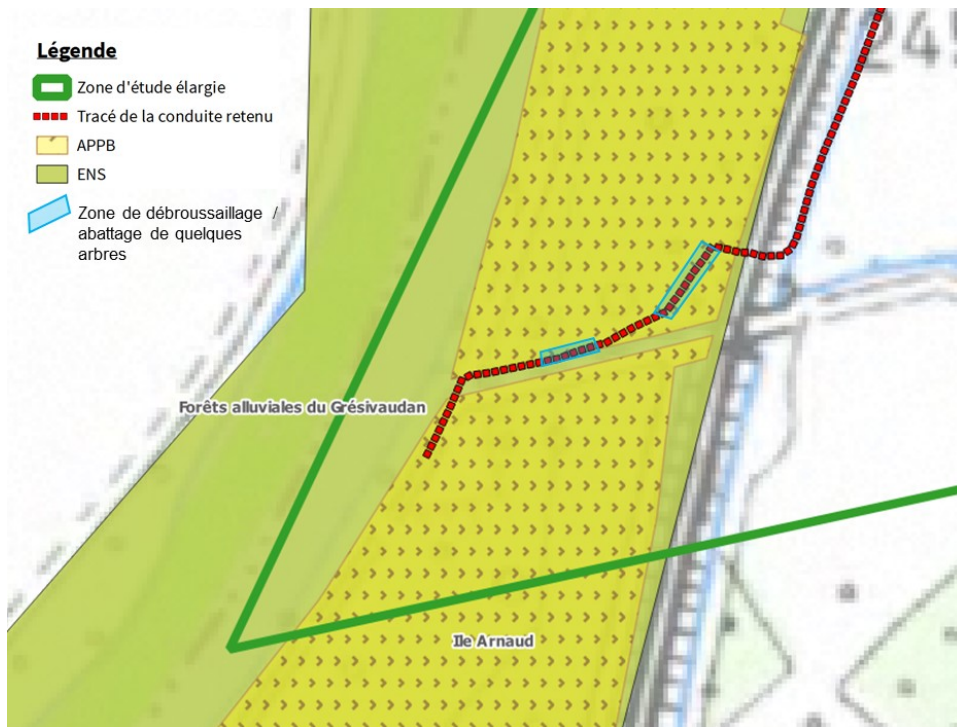 Légende
Zone d'étude élargie
Tracé de la conduite retenu
APPB
ENS
Zone de débroussaillage /
abattage de quelques
arbres
245
Forêts alluviales du Grésivaudan
Ile Arnaud